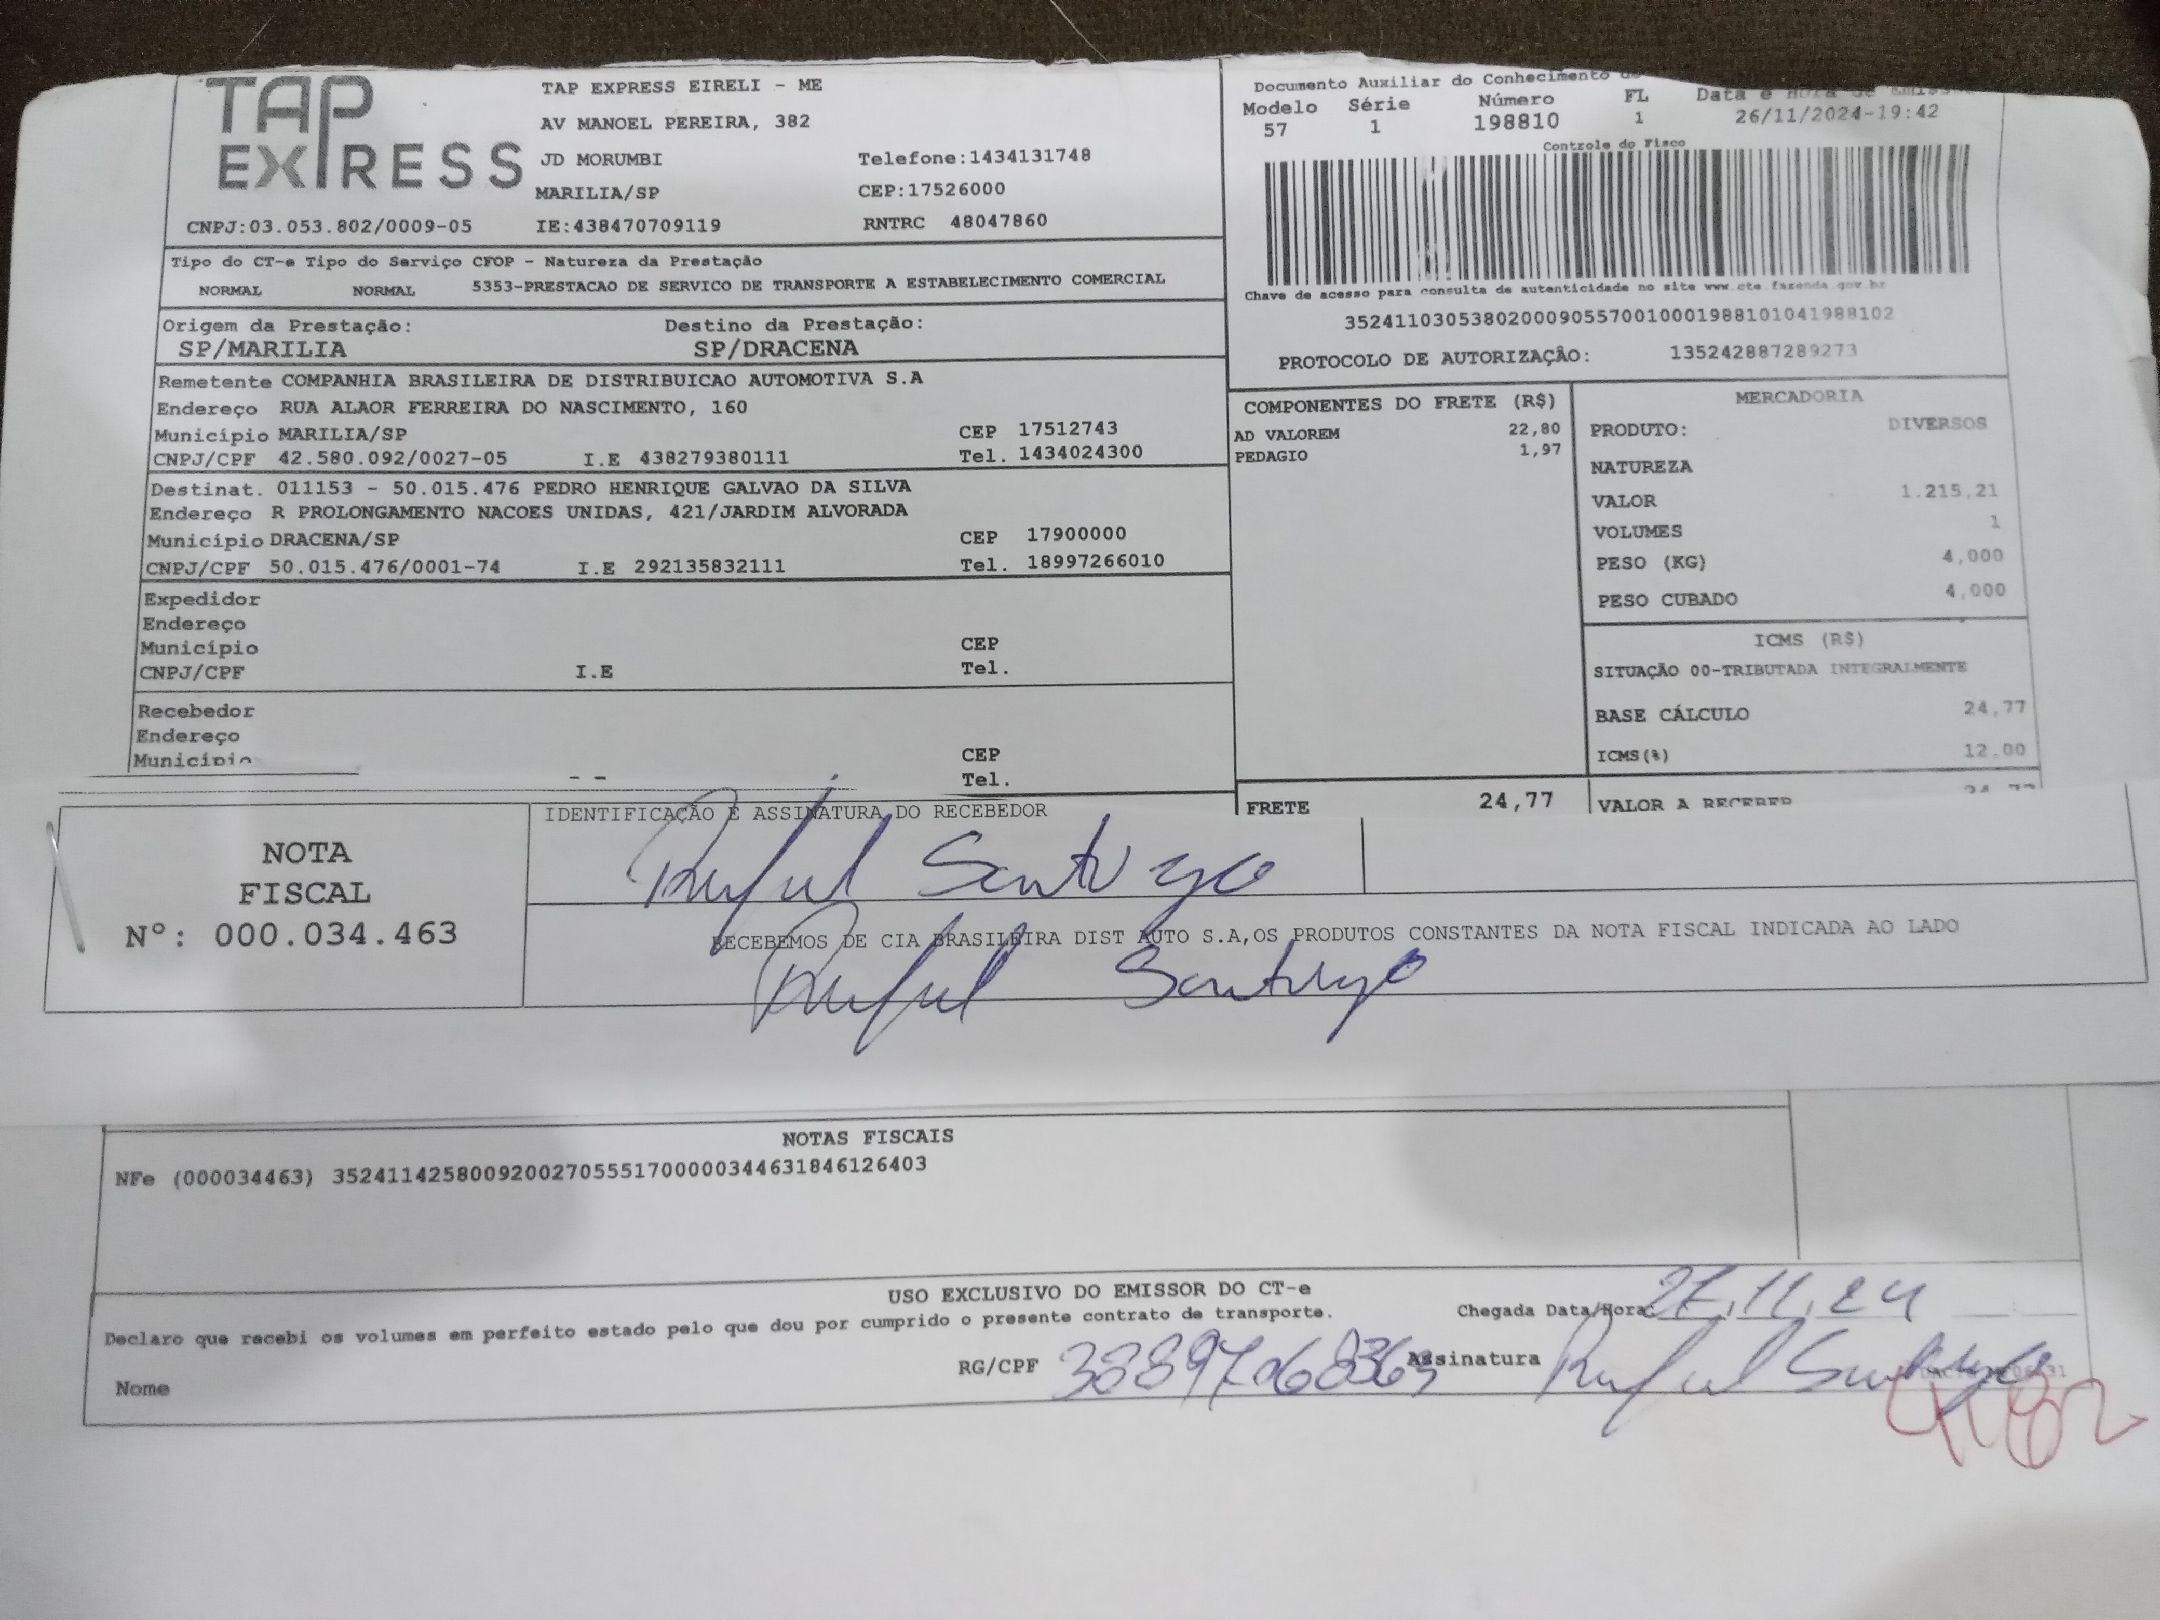 TAP EXPRESS
TAP EXPRESS EIRELI - ME
AV MANOEL PEREIRA, 382
JD MORUMBI Telefone:1434131748
MARILIA/SP CEP:17526000
CNPJ:03.053.802/0009-05 IE:438470709119 RNTRC 48047860
Documento Auxiliar do Conhecimento
Modelo Série Número FL Data e Hora de
57 1 198810 1 26/11/2024-19:42
Controle do Fisco
Chave de acesso para consulta de autenticidade no site www.cte.fazenda.gov.br
35241103053802000905570010001988101041988102
PROTOCOLO DE AUTORIZAÇÃO: 135242887289273
Tipo do CT-e Tipo do Serviço CFOP - Natureza da Prestação
NORMAL NORMAL 5353-PRESTACAO DE SERVICO DE TRANSPORTE A ESTABELECIMENTO COMERCIAL
Origem da Prestação: Destino da Prestação:
SP/MARILIA SP/DRACENA
Remetente COMPANHIA BRASILEIRA DE DISTRIBUICAO AUTOMOTIVA S.A
Endereço RUA ALAOR FERREIRA DO NASCIMENTO, 160
Município MARILIA/SP CEP 17512743
CNPJ/CPF 42.580.092/0027-05 I.E 438279380111 Tel. 1434024300
Destinat. 011153 - 50.015.476 PEDRO HENRIQUE GALVAO DA SILVA
Endereço R PROLONGAMENTO NACOES UNIDAS, 421/JARDIM ALVORADA
Município DRACENA/SP CEP 17900000
CNPJ/CPF 50.015.476/0001-74 I.E 292135832111 Tel. 18997266010
Expedidor
Endereço
Município CEP
CNPJ/CPF I.E Tel.
Recebedor
Endereço
Município CEP
Tel.
COMPONENTES DO FRETE (R$)
AD VALOREM 22,80
PEDAGIO 1,97
MERCADORIA
PRODUTO: DIVERSOS
NATUREZA
VALOR 1.215,21
VOLUMES 1
PESO (KG) 4,000
PESO CUBADO 4,000
ICMS (R$)
SITUAÇÃO 00-TRIBUTADA INTEGRALMENTE
BASE CÁLCULO 24,77
ICMS(%) 12.00
FRETE 24,77 VALOR A RECEBER 24,77
NOTA
FISCAL
Nº: 000.034.463
IDENTIFICAÇÃO E ASSINATURA DO RECEBEDOR
Rafael Santiago
RECEBEMOS DE CIA BRASILEIRA DIST AUTO S.A,OS PRODUTOS CONSTANTES DA NOTA FISCAL INDICADA AO LADO
Rafael Santiago
NOTAS FISCAIS
NFe (000034463) 35241142580092002705551700000344631846126403
USO EXCLUSIVO DO EMISSOR DO CT-e
Declaro que recebi os volumes em perfeito estado pelo que dou por cumprido o presente contrato de transporte. Chegada Data/Hora 27.11.24
Nome RG/CPF Assinatura Rafael Santiago